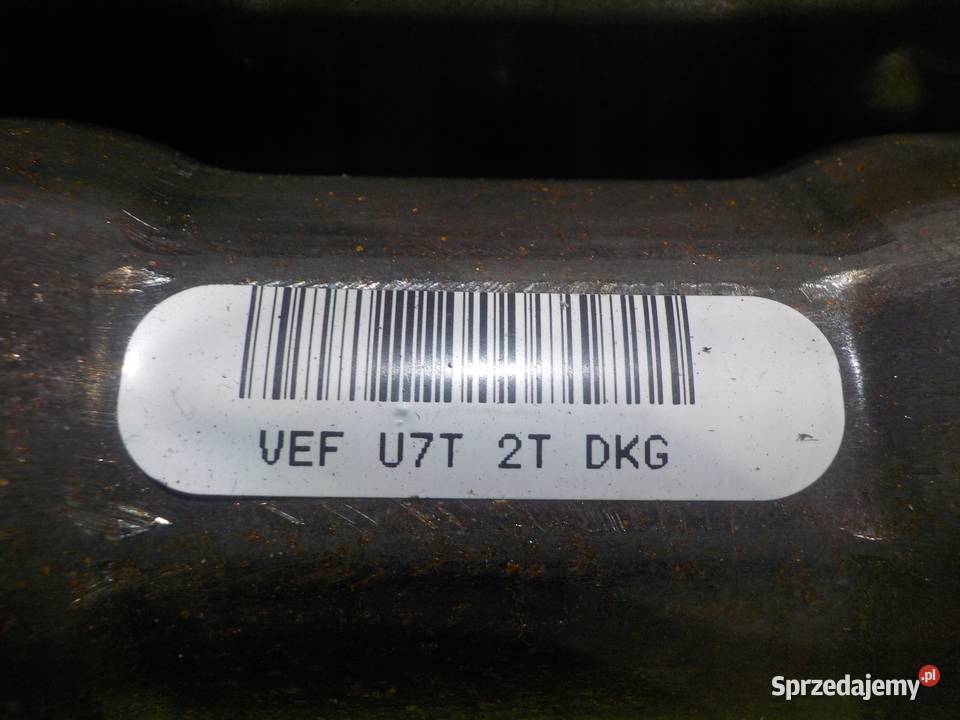 VEF U7T 2T DKG
Sprzedajemy.pl